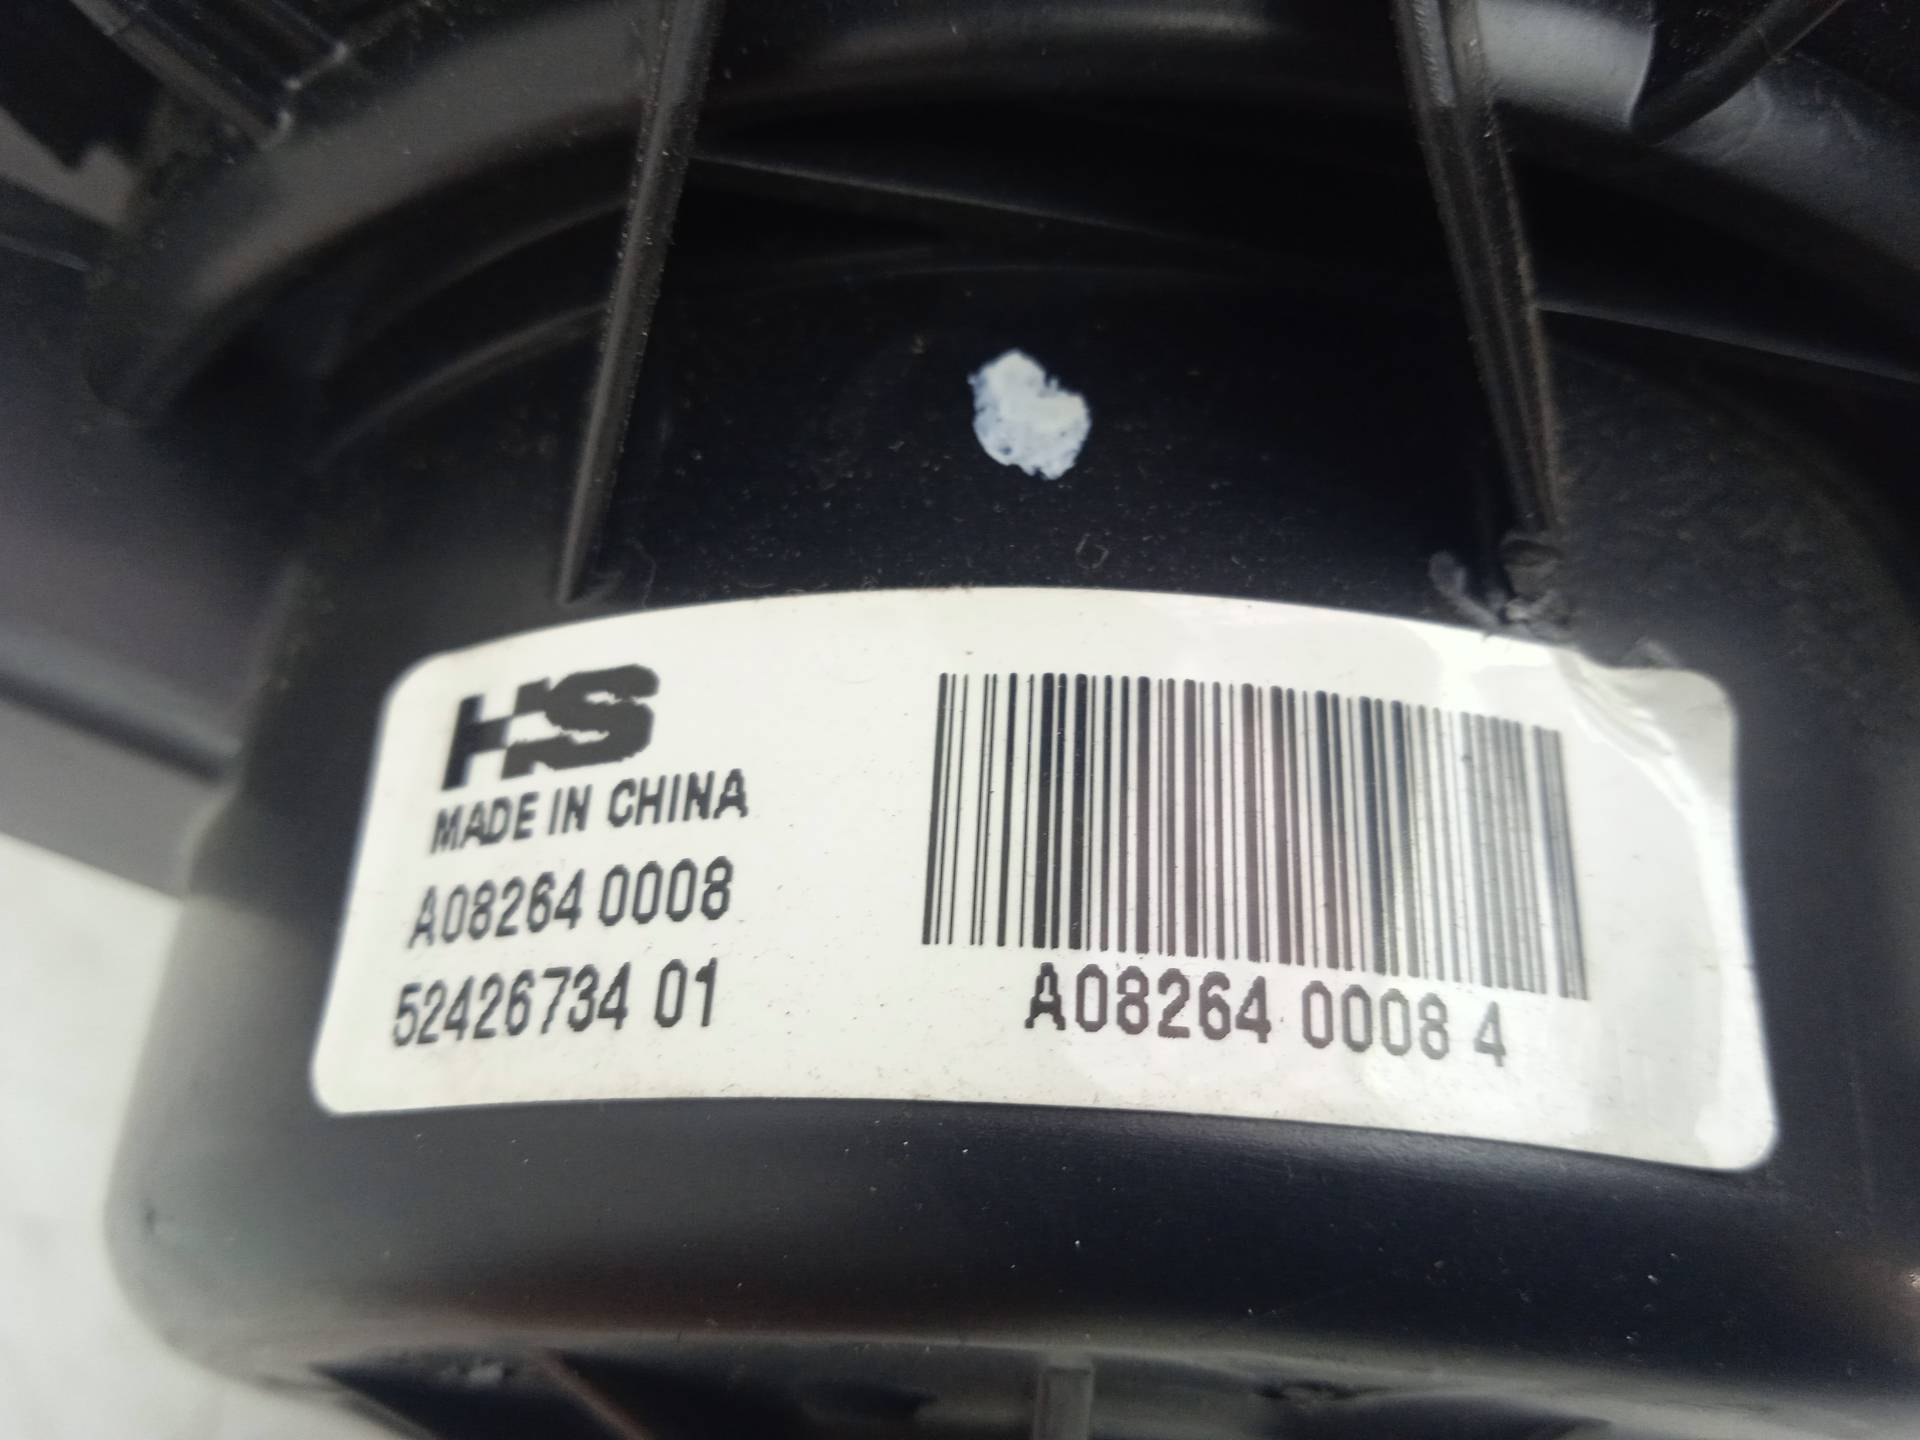 HS
MADE IN CHINA
A08264 0008
52426734 01
A08264 0008 4